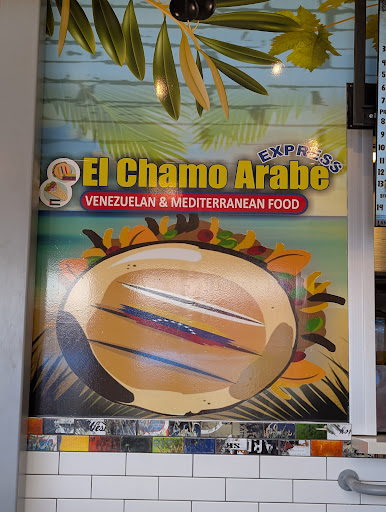 El Chamo Arabe
EXPRESS
VENEZUELAN & MEDITERRANEAN FOOD